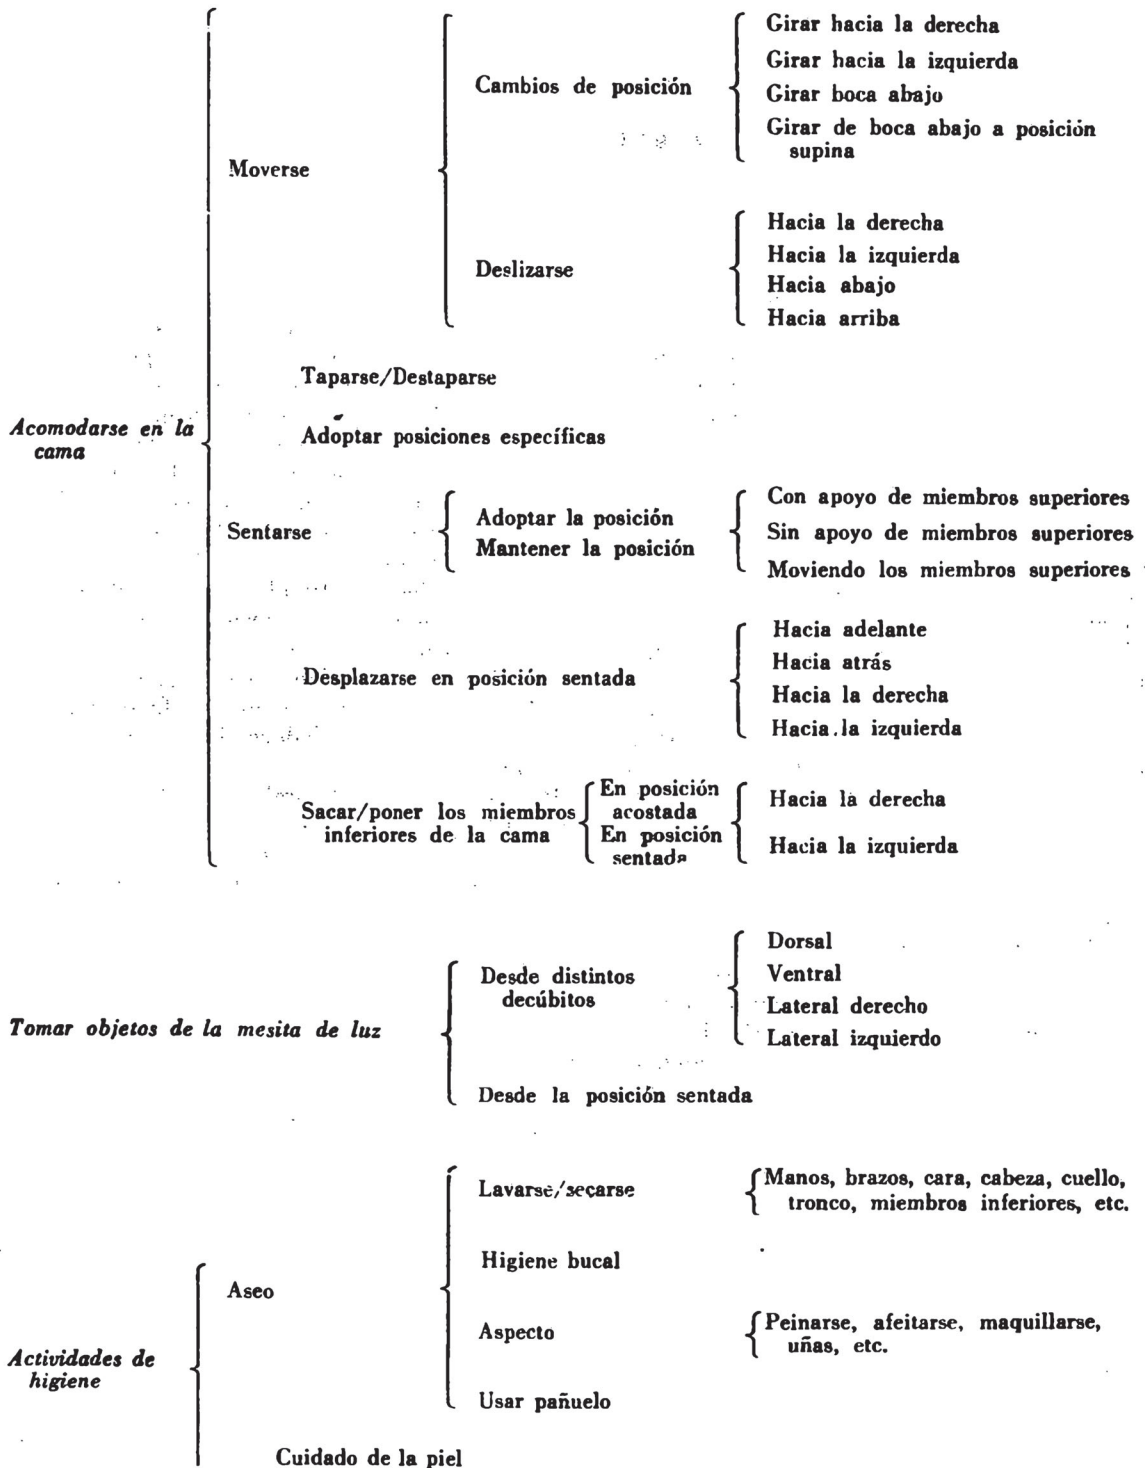 Girar hacia la derecha
Girar hacia la izquierda
Cambios de posición
Girar boca abajo
Girar de boca abajo a posición
supina
Moverse
Hacia la derecha
Hacia la izquierda
Deslizarse
Hacia abajo
Hacia arriba
Taparse/Destaparse
Acomodarse en la
cama
Adoptar posiciones específicas
Sentarse
Adoptar la posición
Mantener la posición
Con apoyo de miembros superiores
Sin apoyo de miembros superiores
Moviendo los miembros superiores
Desplazarse en posición sentada
Hacia adelante
Hacia atrás
Hacia la derecha
Hacia la izquierda
Sacar/poner los miembros
inferiores de la cama
En posición
acostada
En posición
sentada
Hacia la derecha
Hacia la izquierda
Tomar objetos de la mesita de luz
Desde distintos
decúbitos
Dorsal
Ventral
Lateral derecho
Lateral izquierdo
Desde la posición sentada
Actividades de
higiene
Aseo
Lavarse/secarse
Manos, brazos, cara, cabeza, cuello,
tronco, miembros inferiores, etc.
Higiene bucal
Aspecto
Peinarse, afeitarse, maquillarse,
uñas, etc.
Usar pañuelo
Cuidado de la piel